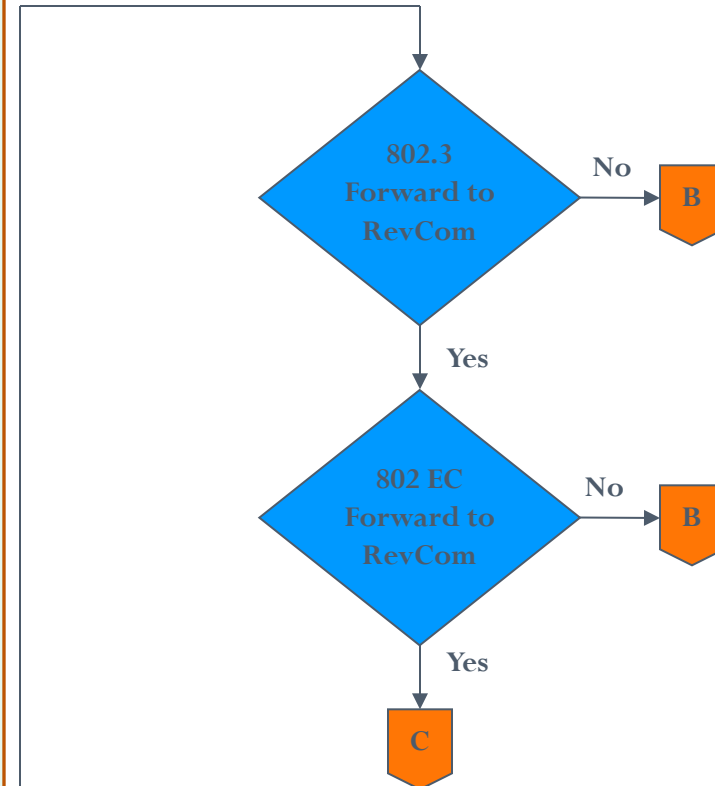 802.3
Forward to
RevCom
No
B
Yes
802 EC
Forward to
RevCom
No
B
Yes
C